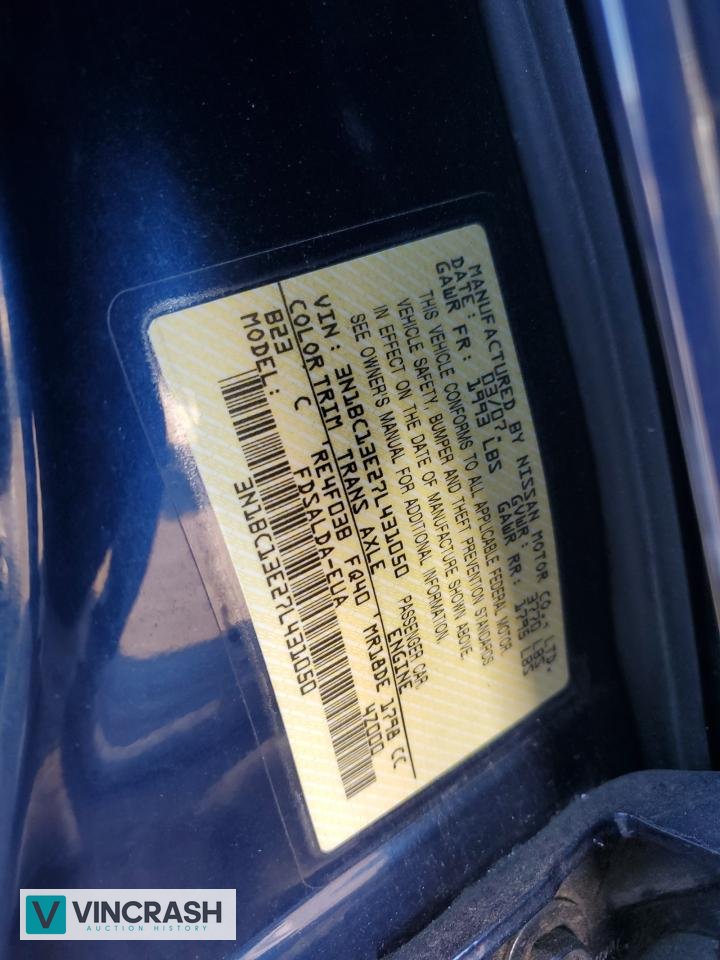 MANUFACTURED BY NISSAN MOTOR CO., LTD.
DATE: 03/07. GVWR: 3770 LBS
GAWR FR: 1993 LBS GAWR RR: 1795 LBS
THIS VEHICLE CONFORMS TO ALL APPLICABLE FEDERAL MOTOR
VEHICLE SAFETY, BUMPER AND THEFT PREVENTION STANDARDS
IN EFFECT ON THE DATE OF MANUFACTURE SHOWN ABOVE.
SEE OWNER'S MANUAL FOR ADDITIONAL INFORMATION.
VIN: 3N1BC13E27L431050 PASSENGER CAR
COLOR TRIM TRANS AXLE ENGINE
B23 C RE4F03B FQ40 MR18DE 1798 CC
MODEL: FDSALDA-EUA 4Z000
3N1BC13E27L431050
V VINCRASH
AUCTION HISTORY